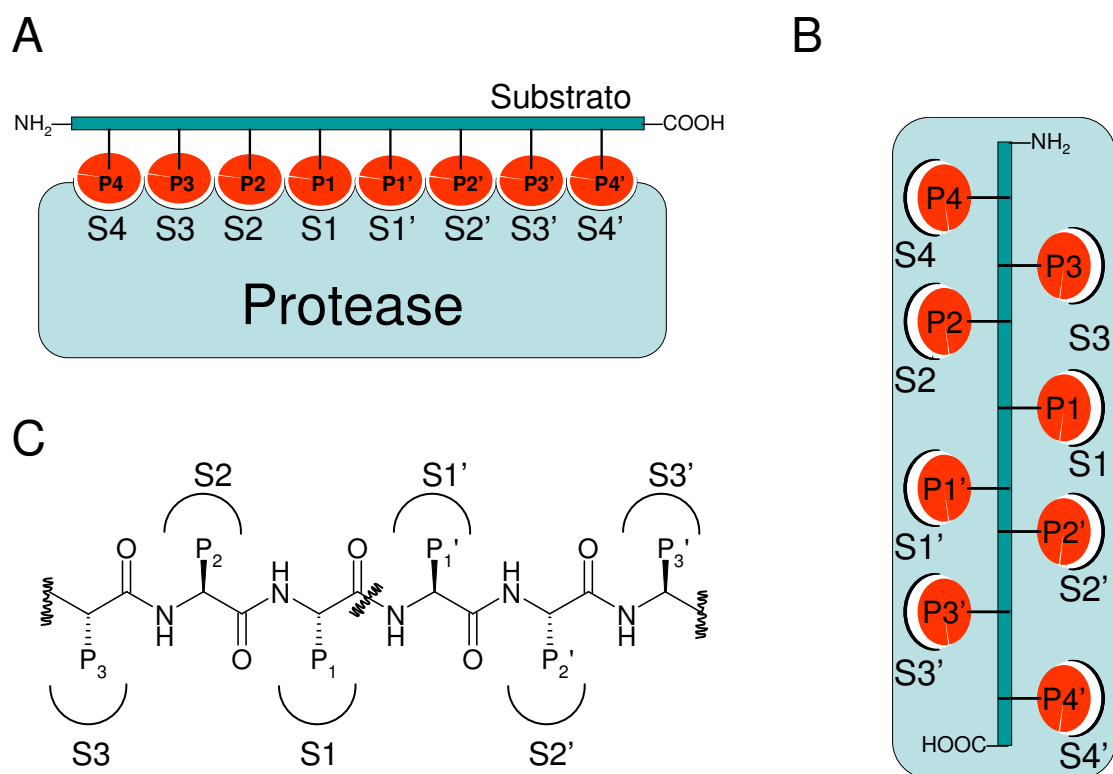 A
Substrato
NH2 COOH
P4 P3 P2 P1 P1' P2' P3' P4'
S4 S3 S2 S1 S1' S2' S3' S4'
Protease
B
NH2
P4
S4
P3
S3
P2
S2
P1
S1
P1'
S1'
P2'
S2'
P3'
S3'
P4'
S4'
HOOC
C
S2 S1' S3'
O P2 H O P1' H O P3'
N N N N N
H O H O H
P3 P1 P2'
S3 S1 S2'